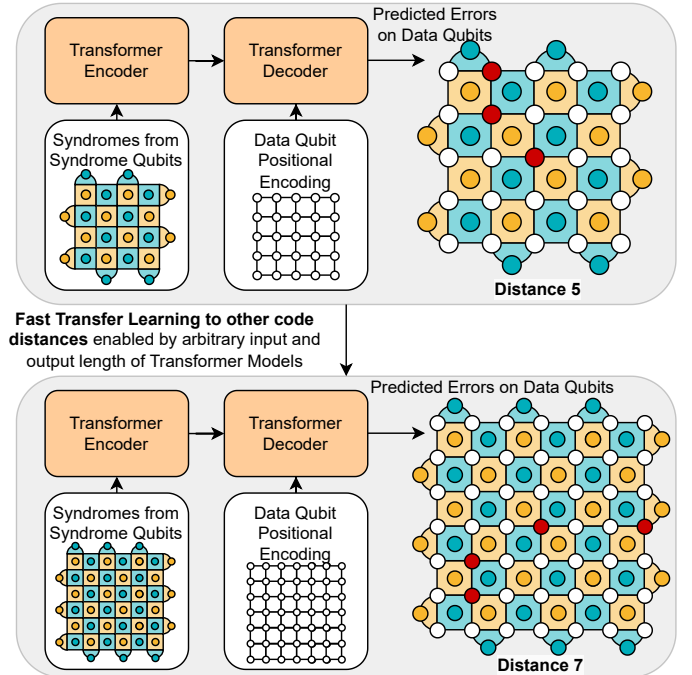 Transformer
Encoder
Transformer
Decoder
Predicted Errors
on Data Qubits
Syndromes from
Syndrome Qubits
Data Qubit
Positional
Encoding
Distance 5
Fast Transfer Learning to other code
distances enabled by arbitrary input and
output length of Transformer Models
Predicted Errors on Data Qubits
Transformer
Encoder
Transformer
Decoder
Syndromes from
Syndrome Qubits
Data Qubit
Positional
Encoding
Distance 7